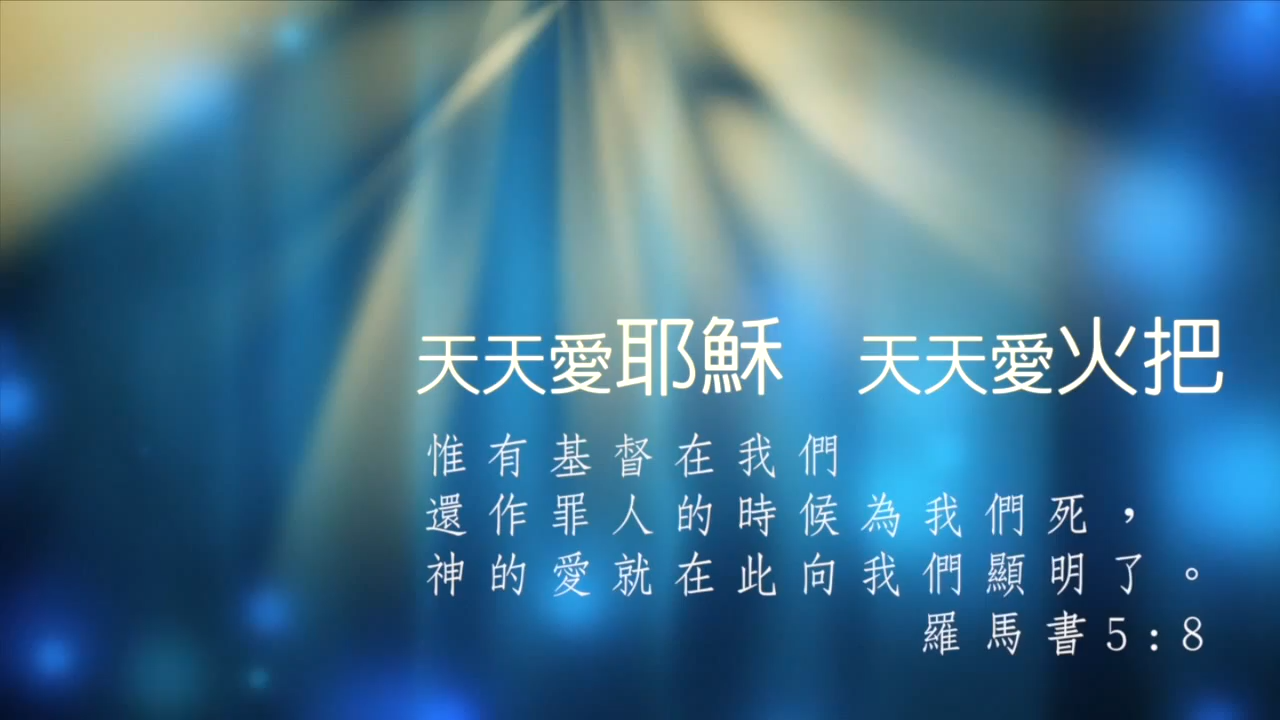 天天愛耶穌　天天愛火把
惟有基督在我們
還作罪人的時候為我們死，
神的愛就在此向我們顯明了。
羅馬書5:8